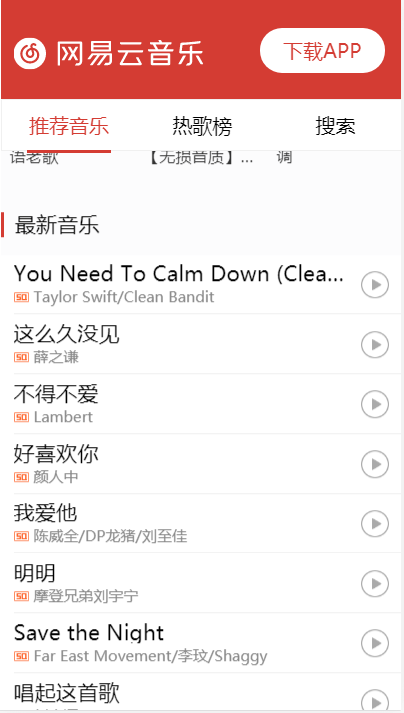 网易云音乐
下载APP
推荐音乐 热歌榜 搜索
语老歌 【无损音质】... 调
最新音乐
You Need To Calm Down (Clea...
SQ Taylor Swift/Clean Bandit
这么久没见
SQ 薛之谦
不得不爱
SQ Lambert
好喜欢你
SQ 颜人中
我爱他
SQ 陈威全/DP龙猪/刘至佳
明明
SQ 摩登兄弟刘宇宁
Save the Night
SQ Far East Movement/李玟/Shaggy
唱起这首歌